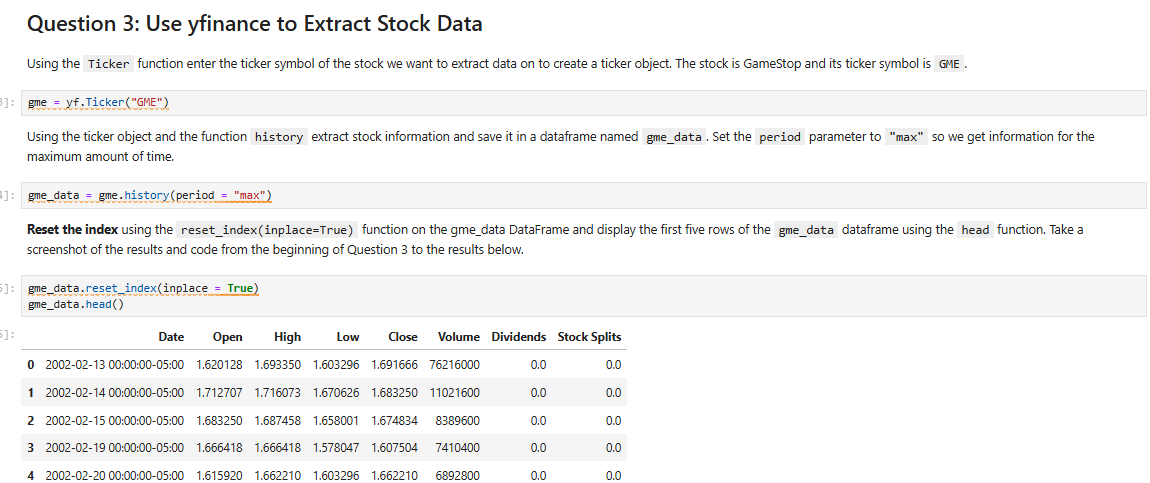 Question 3: Use yfinance to Extract Stock Data
Using the Ticker function enter the ticker symbol of the stock we want to extract data on to create a ticker object. The stock is GameStop and its ticker symbol is GME .
]: gme = yf.Ticker("GME")
Using the ticker object and the function history extract stock information and save it in a dataframe named gme_data . Set the period parameter to "max" so we get information for the
maximum amount of time.
]: gme_data = gme.history(period = "max")
Reset the index using the reset_index(inplace=True) function on the gme_data DataFrame and display the first five rows of the gme_data dataframe using the head function. Take a
screenshot of the results and code from the beginning of Question 3 to the results below.
]: gme_data.reset_index(inplace = True)
gme_data.head()
]: Date Open High Low Close Volume Dividends Stock Splits
0 2002-02-13 00:00:00-05:00 1.620128 1.693350 1.603296 1.691666 76216000 0.0 0.0
1 2002-02-14 00:00:00-05:00 1.712707 1.716073 1.670626 1.683250 11021600 0.0 0.0
2 2002-02-15 00:00:00-05:00 1.683250 1.687458 1.658001 1.674834 8389600 0.0 0.0
3 2002-02-19 00:00:00-05:00 1.666418 1.666418 1.578047 1.607504 7410400 0.0 0.0
4 2002-02-20 00:00:00-05:00 1.615920 1.662210 1.603296 1.662210 6892800 0.0 0.0